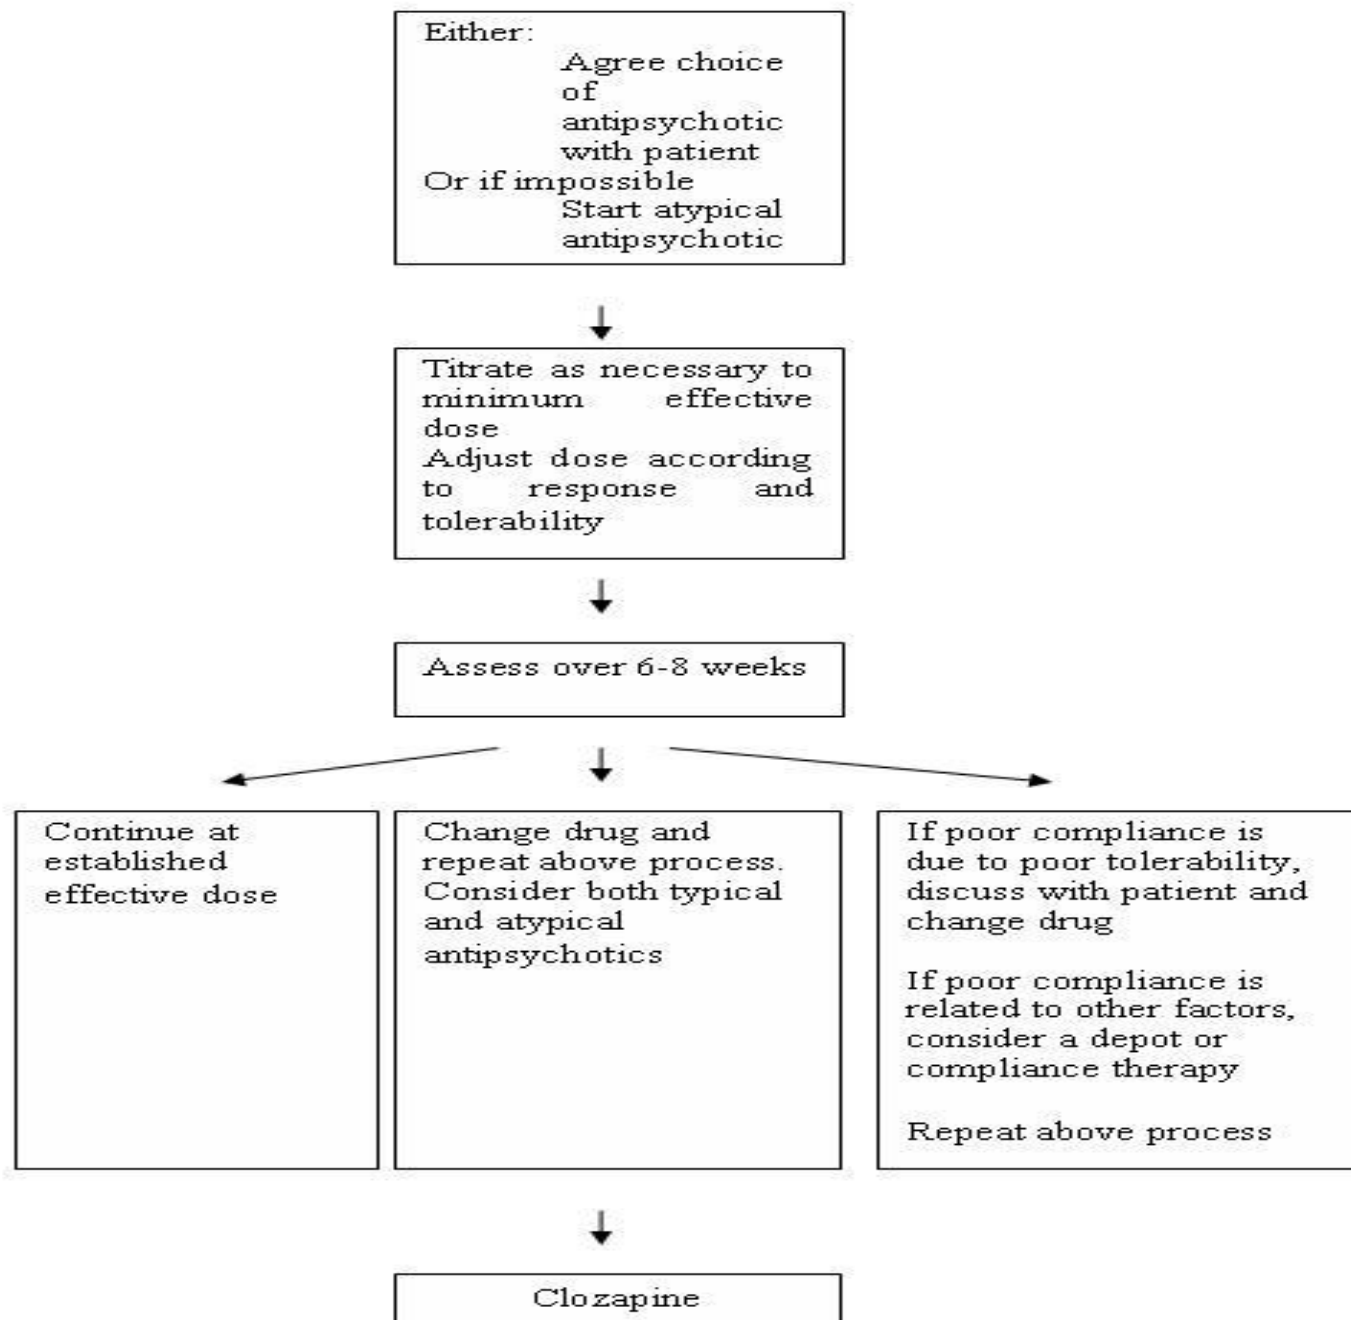 Either:
Agree choice
of
antipsychotic
with patient
Or if impossible
Start atypical
antipsychotic
Titrate as necessary to
minimum effective
dose
Adjust dose according
to response and
tolerability
Assess over 6-8 weeks
Continue at
established
effective dose
Change drug and
repeat above process.
Consider both typical
and atypical
antipsychotics
If poor compliance is
due to poor tolerability,
discuss with patient and
change drug
If poor compliance is
related to other factors,
consider a depot or
compliance therapy
Repeat above process
Clozapine